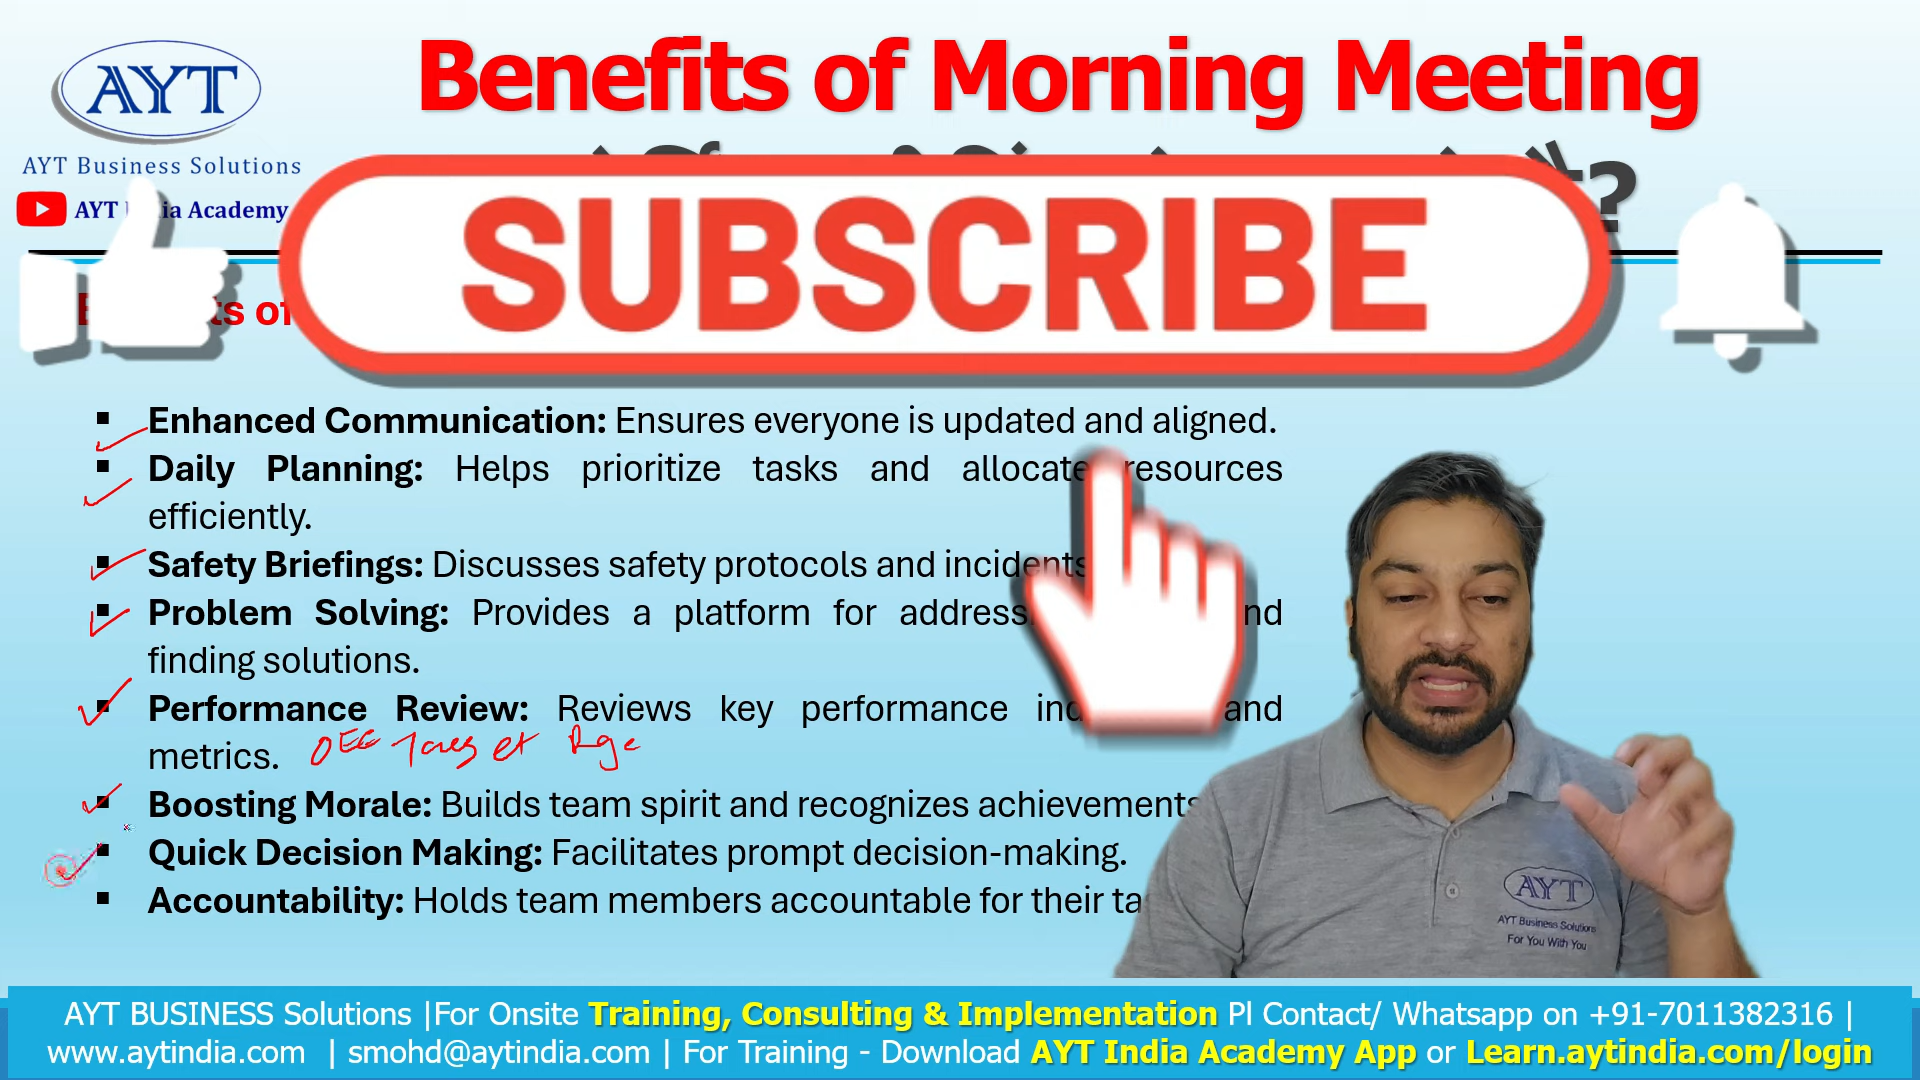 Benefits of Morning Meeting
AYT
AYT Business Solutions
?
AYT India Academy
SUBSCRIBE
ts of
Enhanced Communication: Ensures everyone is updated and aligned.
Daily Planning: Helps prioritize tasks and allocate resources
efficiently.
Safety Briefings: Discusses safety protocols and incidents
Problem Solving: Provides a platform for address nd
finding solutions.
Performance Review: Reviews key performance ind and
metrics. OEE
Boosting Morale: Builds team spirit and recognizes achievements
Quick Decision Making: Facilitates prompt decision-making.
Accountability: Holds team members accountable for their ta
AYT
AYT Business Solutions
For You With You
AYT BUSINESS Solutions |For Onsite Training, Consulting & Implementation Pl Contact/ Whatsapp on +91-7011382316 |
www.aytindia.com | smohd@aytindia.com | For Training - Download AYT India Academy App or Learn.aytindia.com/login